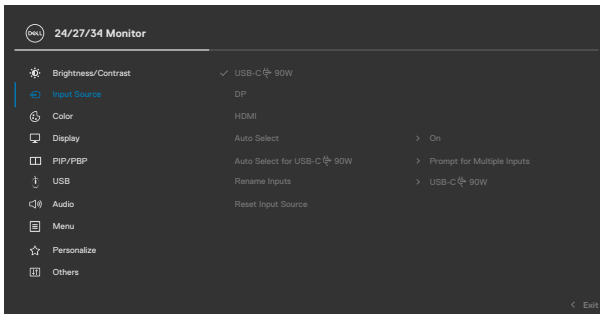 DELL 24/27/34 Monitor
Brightness/Contrast USB-C 90W
Input Source DP
Color HDMI
Display Auto Select On
PIP/PBP Auto Select for USB-C 90W Prompt for Multiple Inputs
USB Rename Inputs USB-C 90W
Audio Reset Input Source
Menu
Personalize
Others
Exit